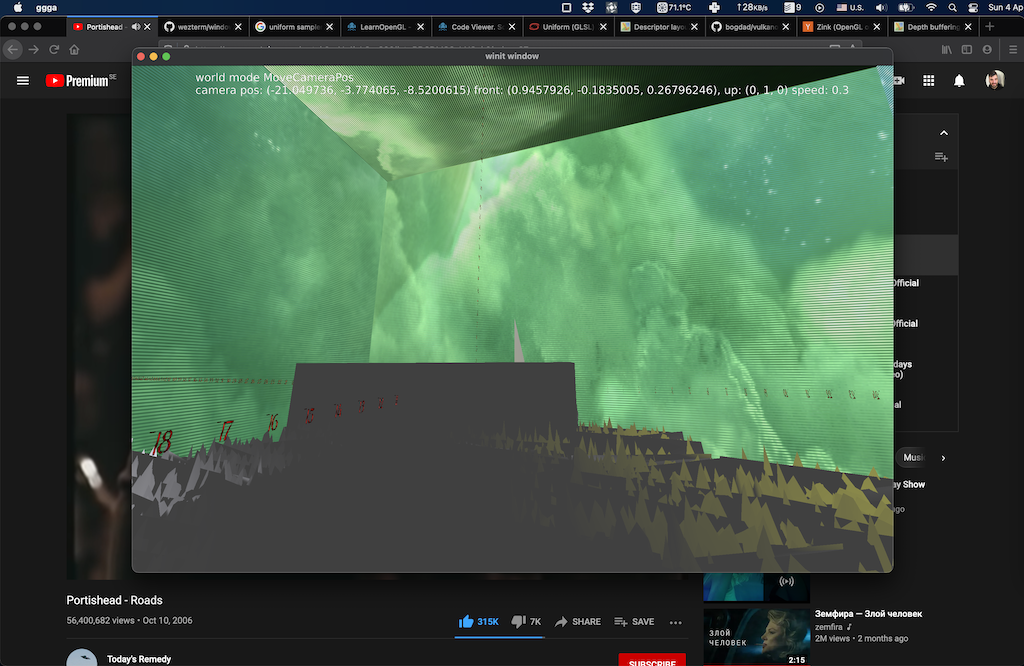 ggga
71.1°C
↑28KB/s
9
U.S.
Sun 4 Ap
Portishead -
wezterm/windo
uniform sample
LearnOpenGL -
Code Viewer. S
Uniform (GLSL)
Descriptor layo
bogdad/vulkan
Zink (OpenGL o
Depth buffering
winit window
Premium SE
world mode MoveCameraPos
camera pos: (-21.049736, -3.774065, -8.5200615) front: (0.9457926, -0.1835005, 0.26796246), up: (0, 1, 0) speed: 0.3
Official
Official
days
oo)
al
18
17
16
Musi
ay Show
ago
Portishead - Roads
56,400,682 views • Oct 10, 2006
315K
7K
SHARE
SAVE
Today's Remedy
SUBSCRIBE
ЗЛОЙ
ЧЕЛОВЕК
2:15
Земфира — Злой человек
zemfira
2M views • 2 months ago